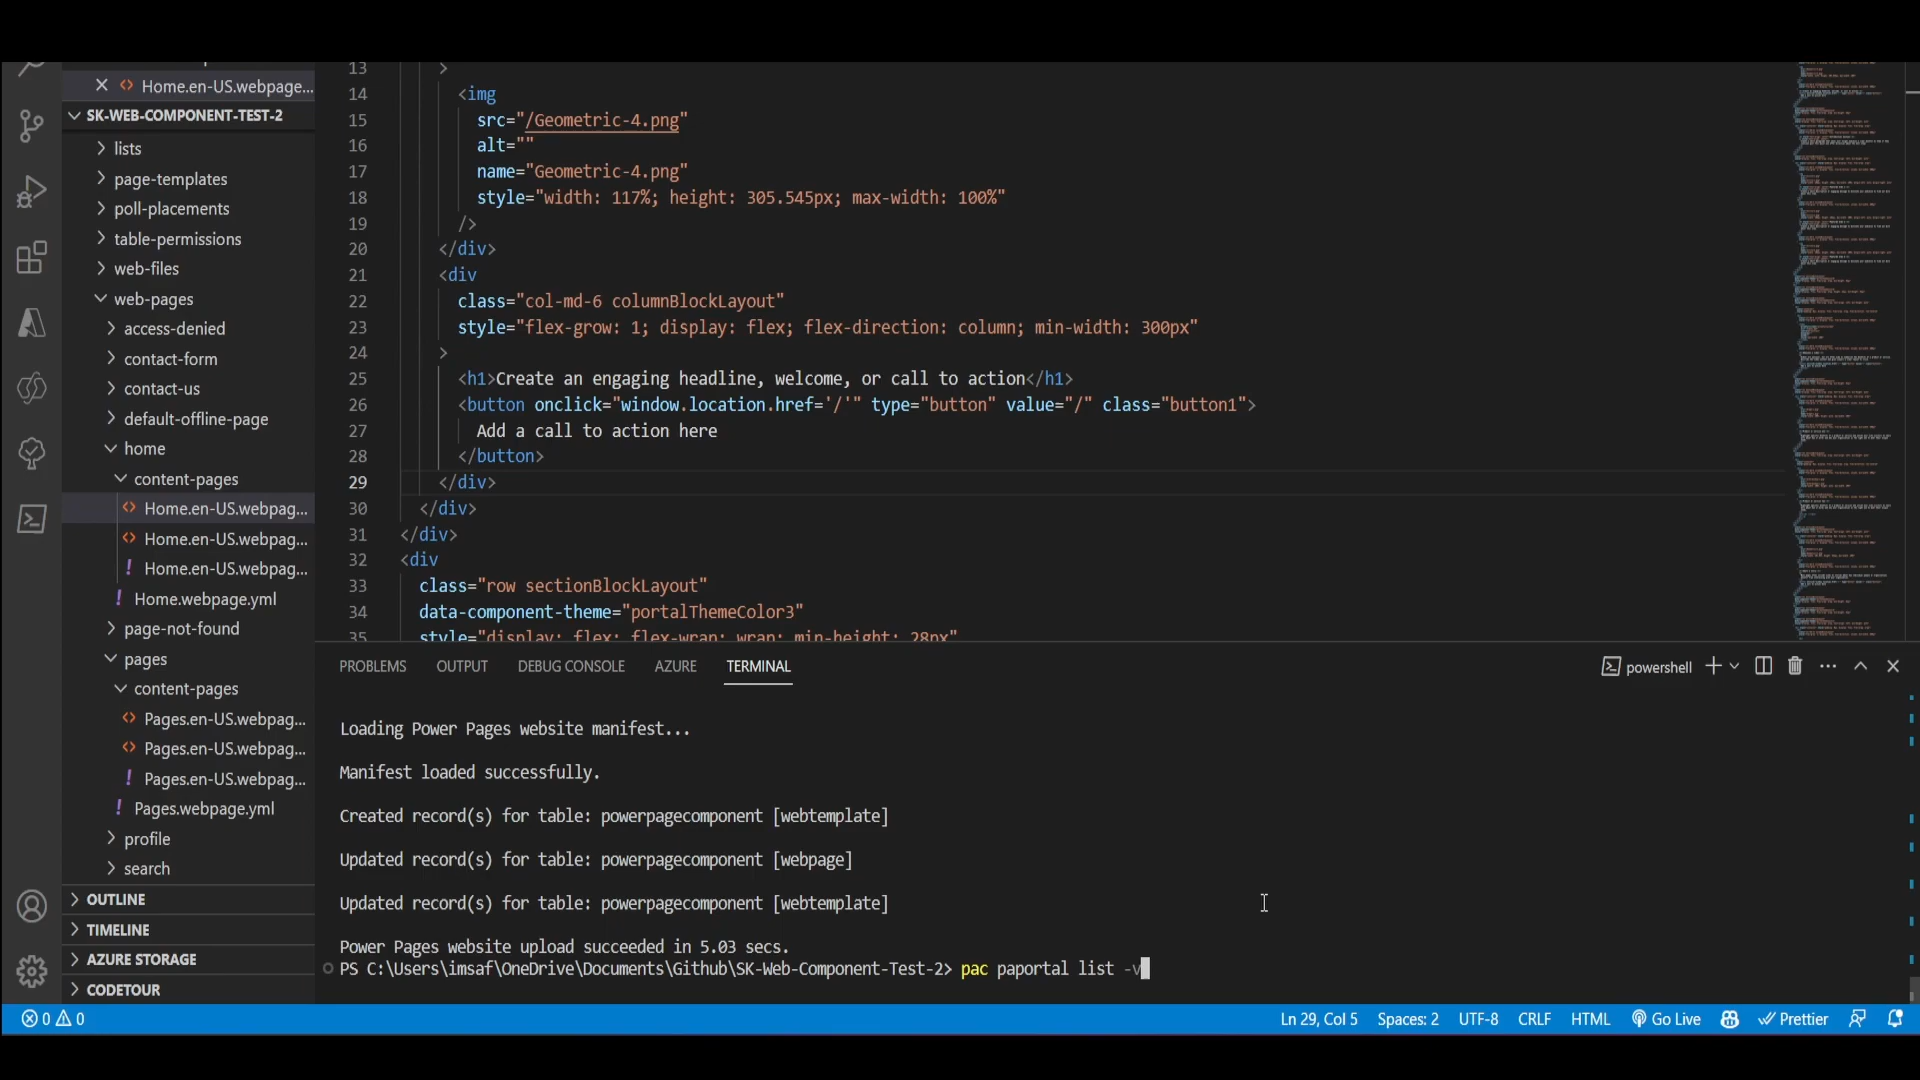 Home.en-US.webpage...
SK-WEB-COMPONENT-TEST-2
lists
page-templates
poll-placements
table-permissions
web-files
web-pages
access-denied
contact-form
contact-us
default-offline-page
home
content-pages
Home.en-US.webpag...
Home.en-US.webpag...
! Home.en-US.webpag...
! Home.webpage.yml
page-not-found
pages
content-pages
Pages.en-US.webpag...
Pages.en-US.webpag...
! Pages.en-US.webpag...
! Pages.webpage.yml
profile
search
OUTLINE
TIMELINE
AZURE STORAGE
CODETOUR
13 >
14 <img
15 src="/Geometric-4.png"
16 alt=""
17 name="Geometric-4.png"
18 style="width: 117%; height: 305.545px; max-width: 100%"
19 />
20 </div>
21 <div
22 class="col-md-6 columnBlockLayout"
23 style="flex-grow: 1; display: flex; flex-direction: column; min-width: 300px"
24 >
25 <h1>Create an engaging headline, welcome, or call to action</h1>
26 <button onclick="window.location.href='/'" type="button" value="/" class="button1">
27 Add a call to action here
28 </button>
29 </div>
30 </div>
31 </div>
32 <div
33 class="row sectionBlockLayout"
34 data-component-theme="portalThemeColor3"
35 style="display: flex; flex-wrap: wrap; min-height: 28px"
PROBLEMS OUTPUT DEBUG CONSOLE AZURE TERMINAL powershell
Loading Power Pages website manifest...
Manifest loaded successfully.
Created record(s) for table: powerpagecomponent [webtemplate]
Updated record(s) for table: powerpagecomponent [webpage]
Updated record(s) for table: powerpagecomponent [webtemplate]
Power Pages website upload succeeded in 5.03 secs.
PS C:\Users\imsaf\OneDrive\Documents\Github\SK-Web-Component-Test-2> pac paportal list -v
0 0 Ln 29, Col 5 Spaces: 2 UTF-8 CRLF HTML Go Live Prettier